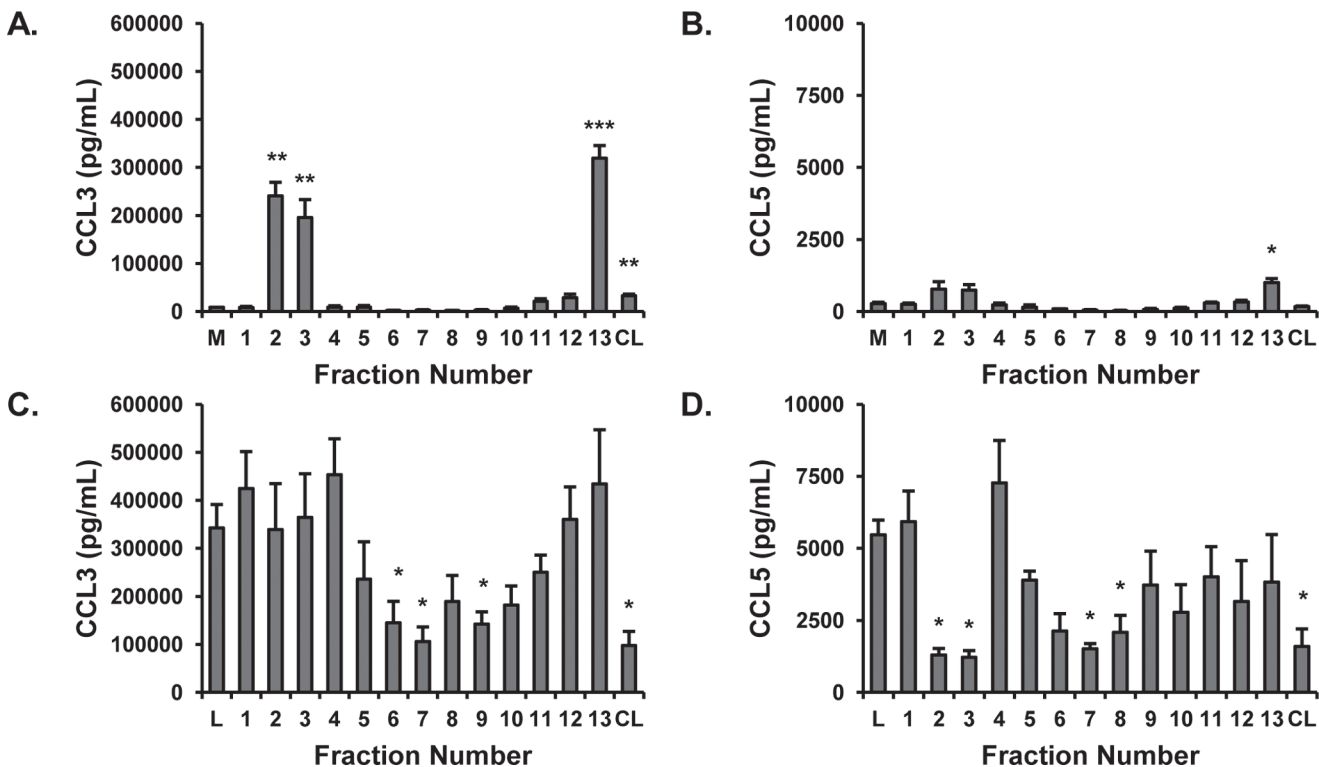 A.
CCL3 (pg/mL)
600000
500000
400000
300000
200000
100000
0
**
**
***
**
M 1 2 3 4 5 6 7 8 9 10 11 12 13 CL
Fraction Number
B.
CCL5 (pg/mL)
10000
7500
5000
2500
0
*
M 1 2 3 4 5 6 7 8 9 10 11 12 13 CL
Fraction Number
C.
CCL3 (pg/mL)
600000
500000
400000
300000
200000
100000
0
*
*
*
*
L 1 2 3 4 5 6 7 8 9 10 11 12 13 CL
Fraction Number
D.
CCL5 (pg/mL)
10000
7500
5000
2500
0
*
*
*
*
*
L 1 2 3 4 5 6 7 8 9 10 11 12 13 CL
Fraction Number